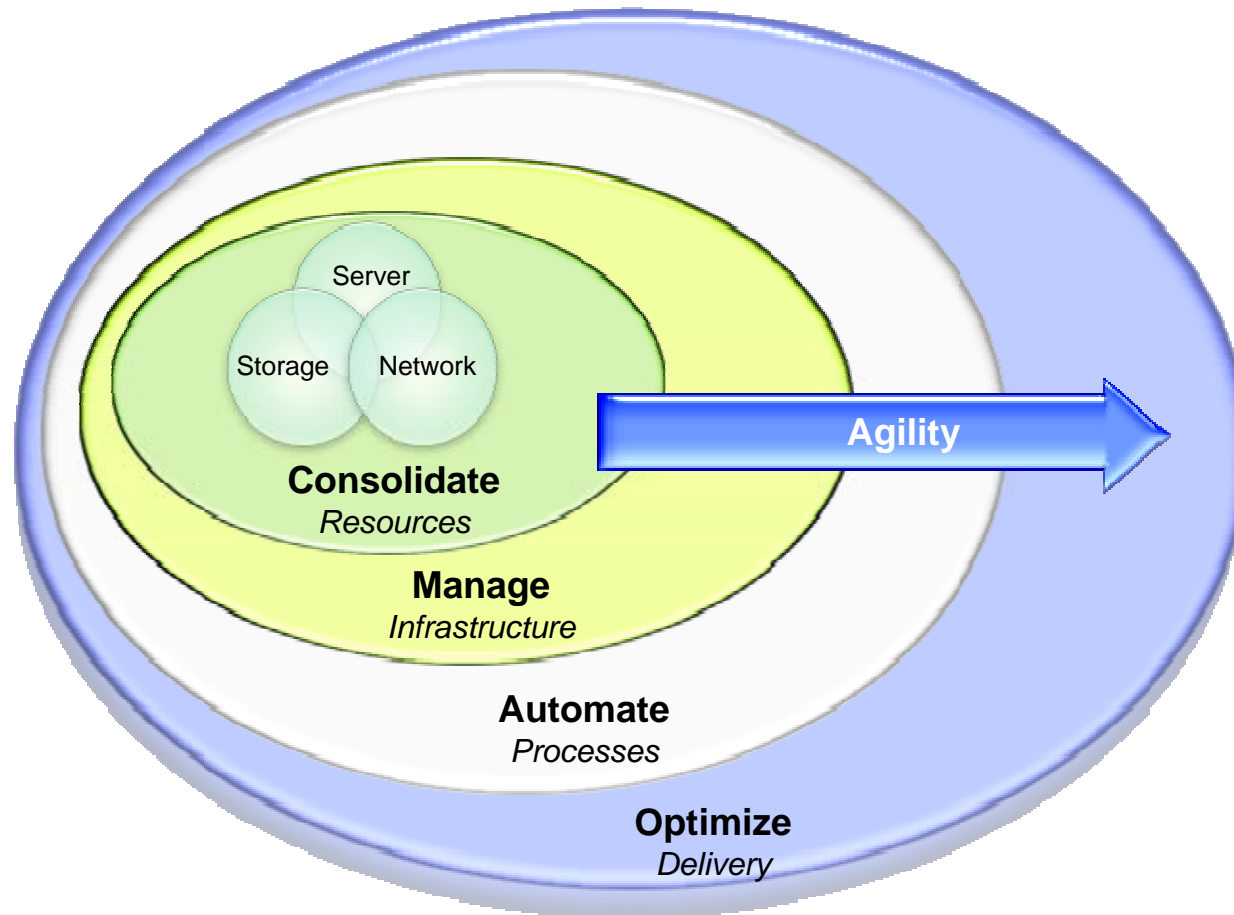 Server
Storage
Network
Agility
Consolidate
Resources
Manage
Infrastructure
Automate
Processes
Optimize
Delivery